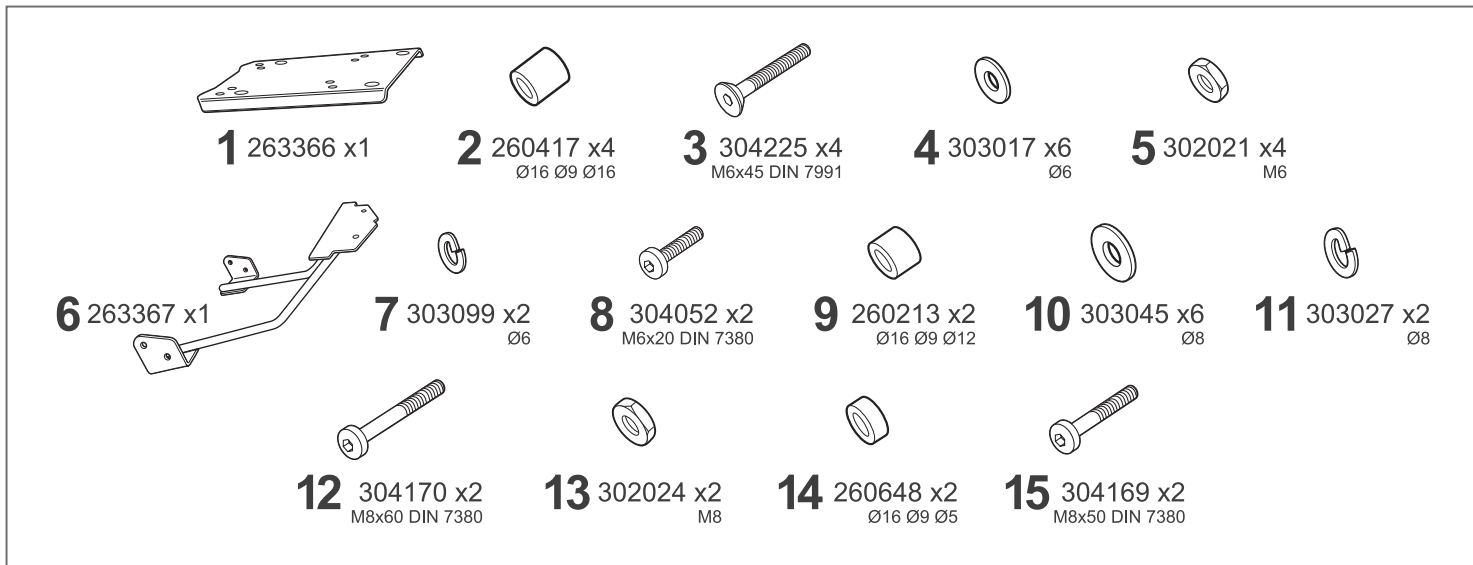 1 263366 x1
2 260417 x4
Ø16 Ø9 Ø16
3 304225 x4
M6x45 DIN 7991
4 303017 x6
Ø6
5 302021 x4
M6
6 263367 x1
7 303099 x2
Ø6
8 304052 x2
M6x20 DIN 7380
9 260213 x2
Ø16 Ø9 Ø12
10 303045 x6
Ø8
11 303027 x2
Ø8
12 304170 x2
M8x60 DIN 7380
13 302024 x2
M8
14 260648 x2
Ø16 Ø9 Ø5
15 304169 x2
M8x50 DIN 7380